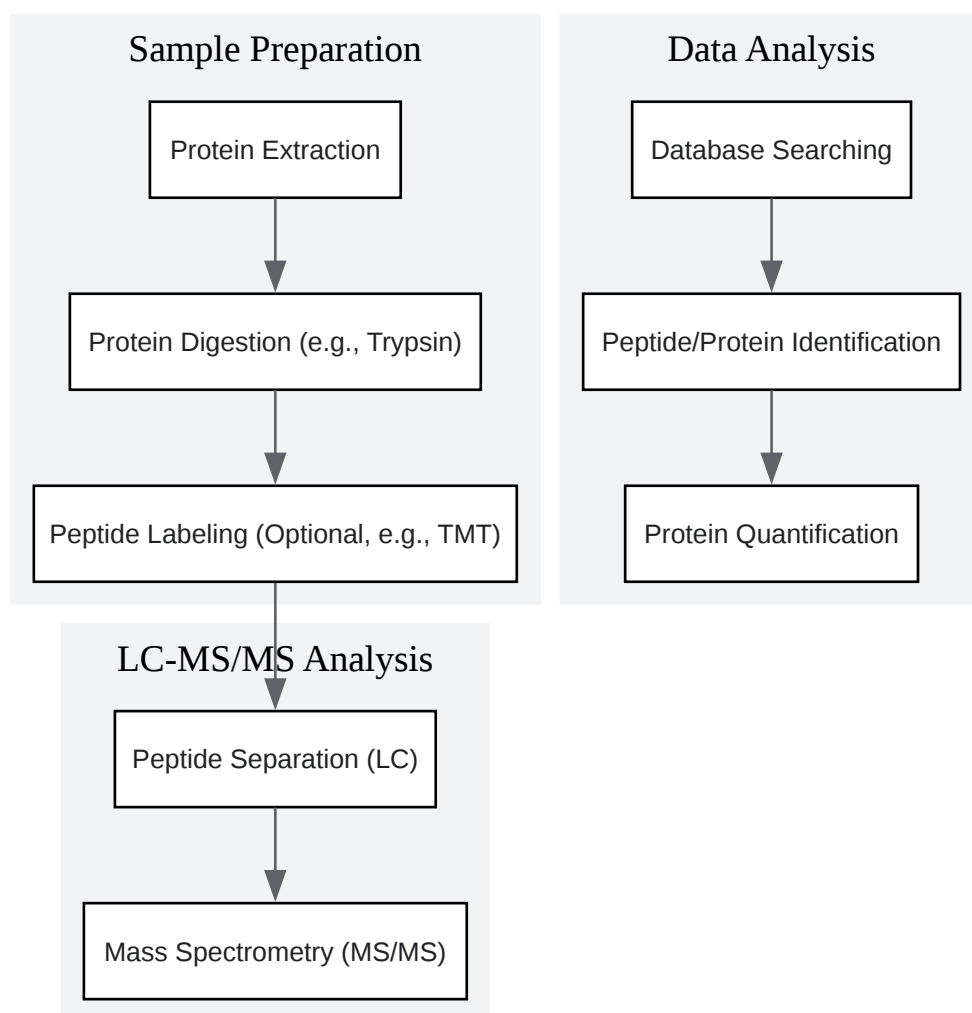 Sample Preparation
Protein Extraction
Protein Digestion (e.g., Trypsin)
Peptide Labeling (Optional, e.g., TMT)
LC-MS/MS Analysis
Peptide Separation (LC)
Mass Spectrometry (MS/MS)
Data Analysis
Database Searching
Peptide/Protein Identification
Protein Quantification